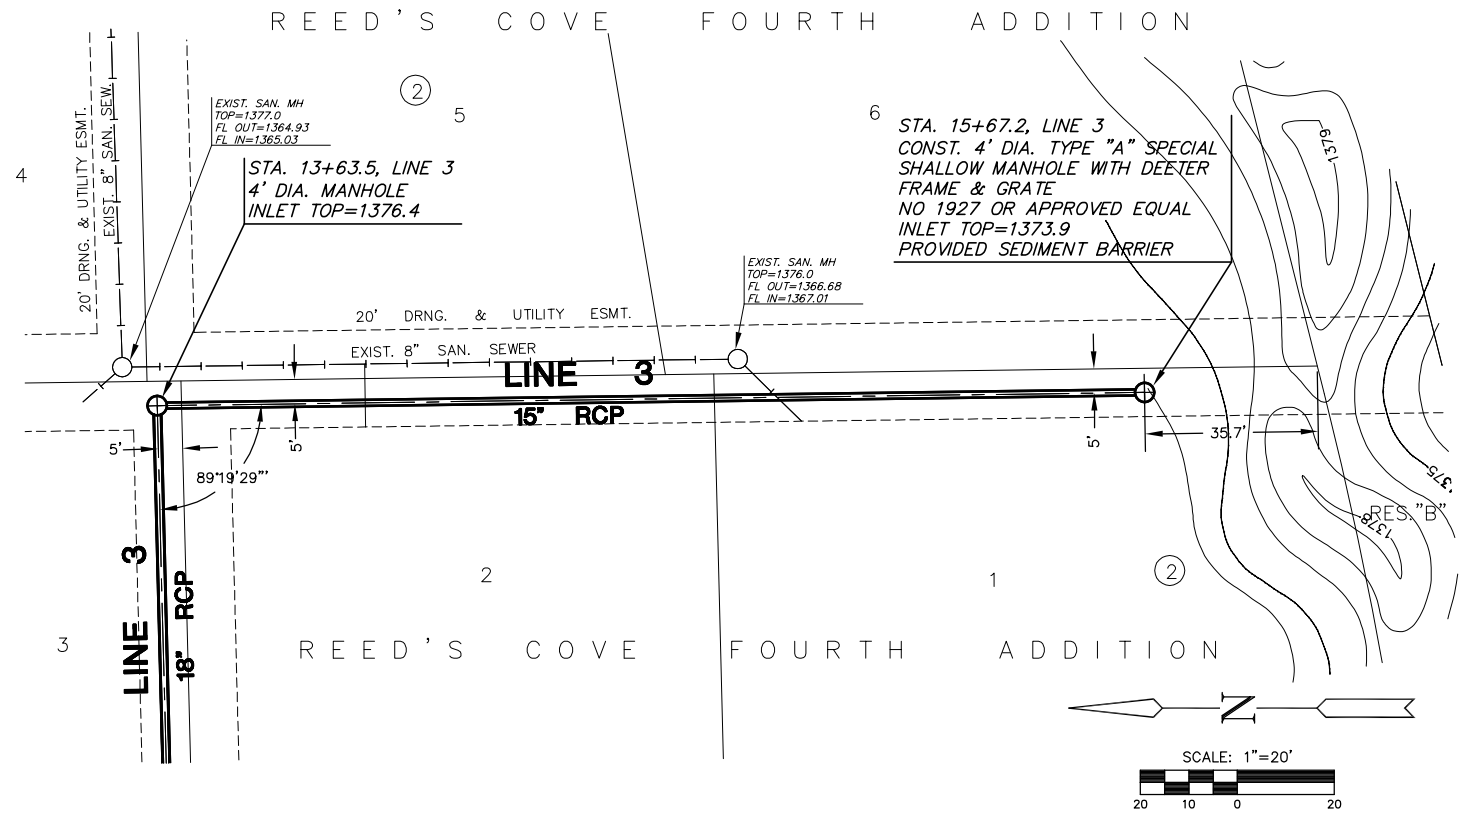 REED'S COVE FOURTH ADDITION
2
5
6
4
20' DRNG. & UTILITY ESMT.
EXIST. 8" SAN. SEW.
EXIST. SAN. MH
TOP=1377.0
FL OUT=1364.93
FL IN=1365.03
STA. 13+63.5, LINE 3
4' DIA. MANHOLE
INLET TOP=1376.4
STA. 15+67.2, LINE 3
CONST. 4' DIA. TYPE "A" SPECIAL
SHALLOW MANHOLE WITH DEETER
FRAME & GRATE
NO 1927 OR APPROVED EQUAL
INLET TOP=1373.9
PROVIDED SEDIMENT BARRIER
1379
EXIST. SAN. MH
TOP=1376.0
FL OUT=1366.68
FL IN=1367.01
20' DRNG. & UTILITY ESMT.
EXIST. 8" SAN. SEWER
LINE 3
15" RCP
5'
5'
5'
35.7'
89°19'29"'
1375
1378
RES. "B"
LINE 3
18" RCP
2
1
2
3
REED'S COVE FOURTH ADDITION
N
SCALE: 1"=20'
20 10 0 20